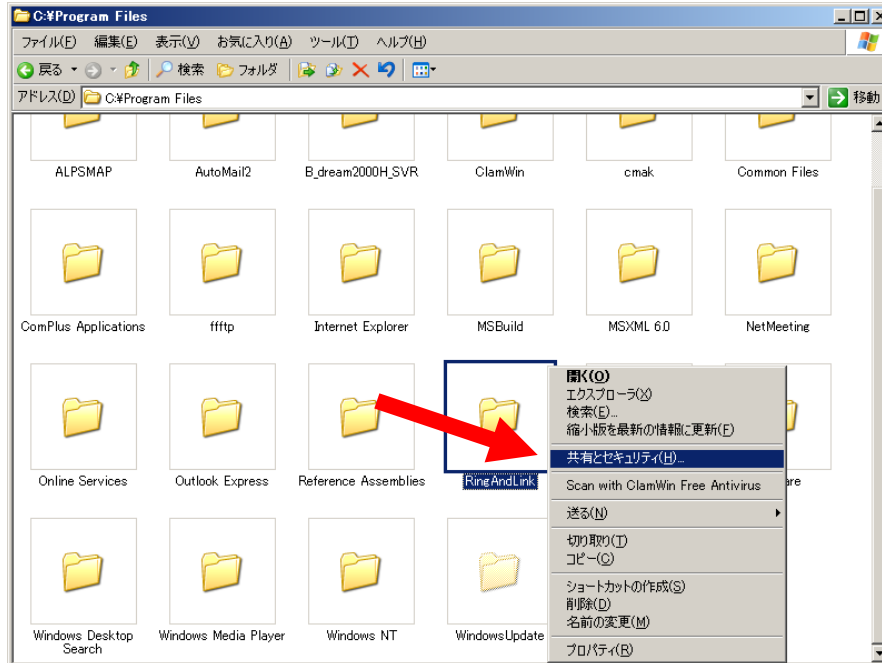 C:¥Program Files
ファイル(F) 編集(E) 表示(V) お気に入り(A) ツール(T) ヘルプ(H)
戻る 検索 フォルダ
アドレス(D) C:¥Program Files 移動
ALPSMAP AutoMail2 B_dream2000H_SVR ClamWin cmak Common Files
ComPlus Applications ffftp Internet Explorer MSBuild MSXML 6.0 NetMeeting
開く(O)
エクスプローラ(X)
検索(E)...
縮小版を最新の情報に更新(F)
共有とセキュリティ(H)...
Online Services Outlook Express Reference Assemblies RingAndLink
Scan with ClamWin Free Antivirus
送る(N)
切り取り(T)
コピー(C)
ショートカットの作成(S)
削除(D)
名前の変更(M)
プロパティ(R)
Windows Desktop Search Windows Media Player Windows NT WindowsUpdate